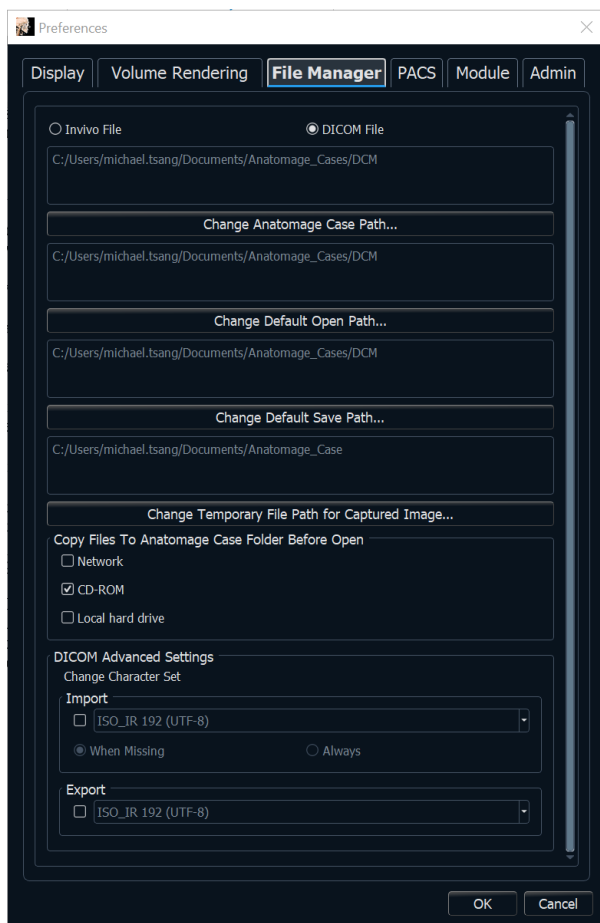 Preferences
Display Volume Rendering File Manager PACS Module Admin
Invivo File DICOM File
C:/Users/michael.tsang/Documents/Anatomage_Cases/DCM
Change Anatomage Case Path...
C:/Users/michael.tsang/Documents/Anatomage_Cases/DCM
Change Default Open Path...
C:/Users/michael.tsang/Documents/Anatomage_Cases/DCM
Change Default Save Path...
C:/Users/michael.tsang/Documents/Anatomage_Case
Change Temporary File Path for Captured Image...
Copy Files To Anatomage Case Folder Before Open
Network
CD-ROM
Local hard drive
DICOM Advanced Settings
Change Character Set
Import
ISO_IR 192 (UTF-8)
When Missing Always
Export
ISO_IR 192 (UTF-8)
OK Cancel